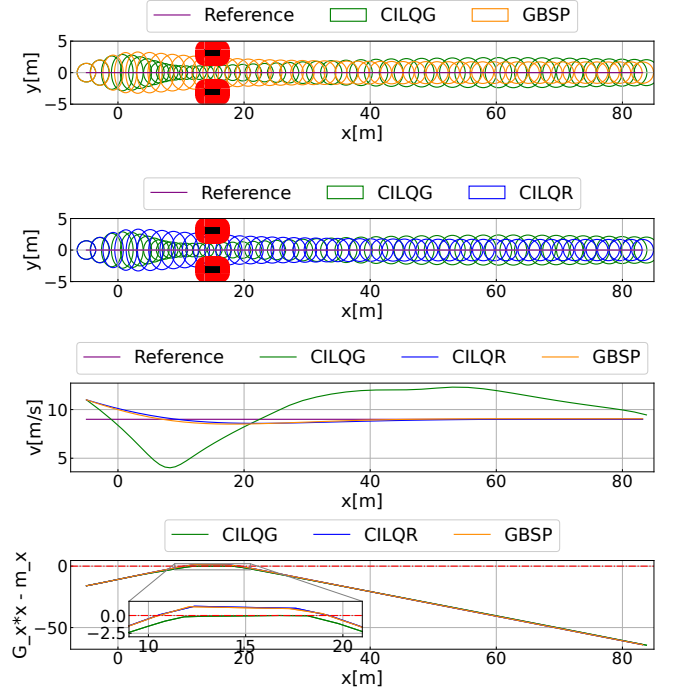 Reference CILQG GBSP
5
0
−5
y[m]
0 20 40 60 80
x[m]
Reference CILQG CILQR
5
0
−5
y[m]
0 20 40 60 80
x[m]
Reference CILQG CILQR GBSP
10
5
v[m/s]
0 20 40 60 80
x[m]
CILQG CILQR GBSP
0
−50
G_x*x - m_x
0.0
−2.5
10 15 20
0 20 40 60 80
x[m]